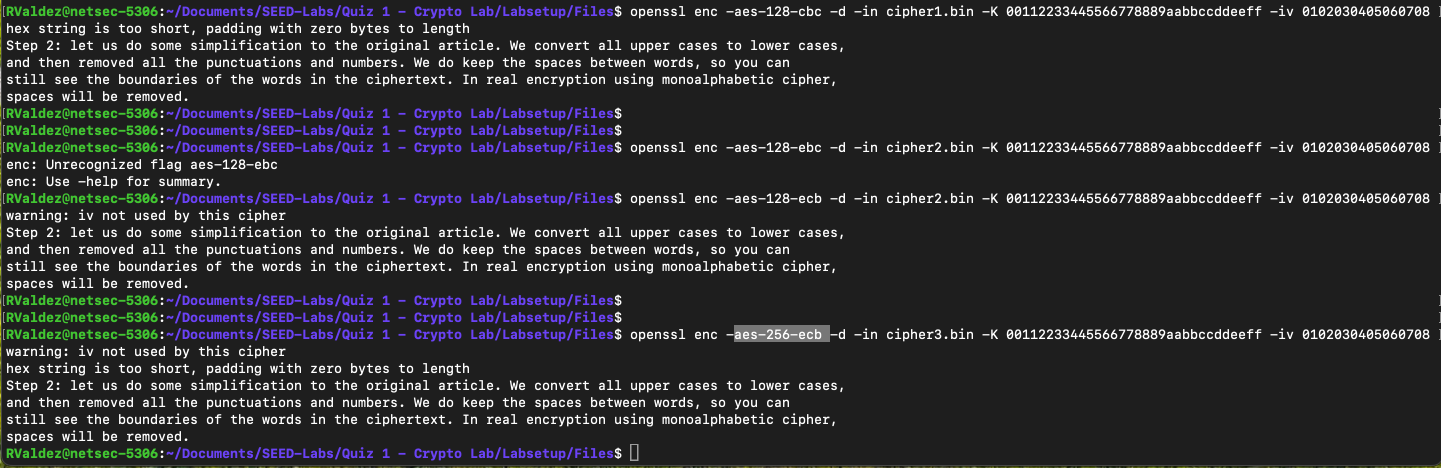 [RValdez@netsec-5306:~/Documents/SEED-Labs/Quiz 1 - Crypto Lab/Labsetup/Files$ openssl enc -aes-128-cbc -d -in cipher1.bin -K 00112233445566778889aabbccddeeff -iv 0102030405060708 ]
hex string is too short, padding with zero bytes to length
Step 2: let us do some simplification to the original article. We convert all upper cases to lower cases,
and then removed all the punctuations and numbers. We do keep the spaces between words, so you can
still see the boundaries of the words in the ciphertext. In real encryption using monoalphabetic cipher,
spaces will be removed.
[RValdez@netsec-5306:~/Documents/SEED-Labs/Quiz 1 - Crypto Lab/Labsetup/Files$ ]
[RValdez@netsec-5306:~/Documents/SEED-Labs/Quiz 1 - Crypto Lab/Labsetup/Files$ ]
[RValdez@netsec-5306:~/Documents/SEED-Labs/Quiz 1 - Crypto Lab/Labsetup/Files$ openssl enc -aes-128-ebc -d -in cipher2.bin -K 00112233445566778889aabbccddeeff -iv 0102030405060708 ]
enc: Unrecognized flag aes-128-ebc
enc: Use -help for summary.
[RValdez@netsec-5306:~/Documents/SEED-Labs/Quiz 1 - Crypto Lab/Labsetup/Files$ openssl enc -aes-128-ecb -d -in cipher2.bin -K 00112233445566778889aabbccddeeff -iv 0102030405060708 ]
warning: iv not used by this cipher
Step 2: let us do some simplification to the original article. We convert all upper cases to lower cases,
and then removed all the punctuations and numbers. We do keep the spaces between words, so you can
still see the boundaries of the words in the ciphertext. In real encryption using monoalphabetic cipher,
spaces will be removed.
[RValdez@netsec-5306:~/Documents/SEED-Labs/Quiz 1 - Crypto Lab/Labsetup/Files$ ]
[RValdez@netsec-5306:~/Documents/SEED-Labs/Quiz 1 - Crypto Lab/Labsetup/Files$ ]
[RValdez@netsec-5306:~/Documents/SEED-Labs/Quiz 1 - Crypto Lab/Labsetup/Files$ openssl enc -aes-256-ecb -d -in cipher3.bin -K 00112233445566778889aabbccddeeff -iv 0102030405060708 ]
warning: iv not used by this cipher
hex string is too short, padding with zero bytes to length
Step 2: let us do some simplification to the original article. We convert all upper cases to lower cases,
and then removed all the punctuations and numbers. We do keep the spaces between words, so you can
still see the boundaries of the words in the ciphertext. In real encryption using monoalphabetic cipher,
spaces will be removed.
RValdez@netsec-5306:~/Documents/SEED-Labs/Quiz 1 - Crypto Lab/Labsetup/Files$